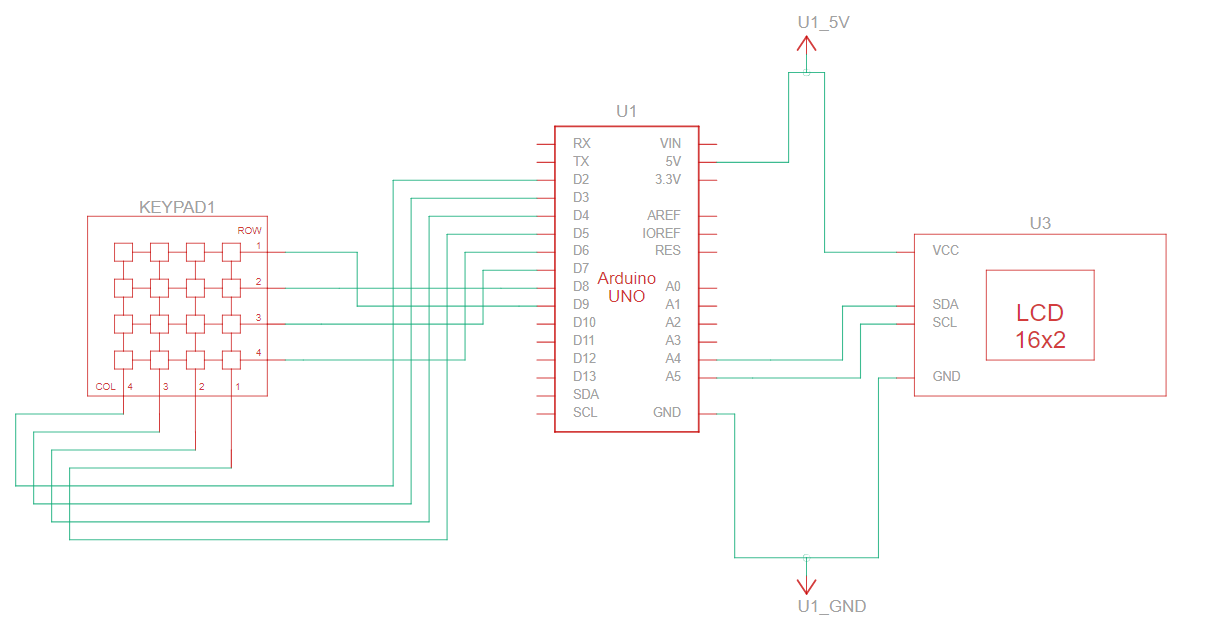 U1_5V
U1
RX VIN
TX 5V
D2 3.3V
D3
D4 AREF
D5 IOREF
D6 RES
D7
Arduino
UNO
D8 A0
D9 A1
D10 A2
D11 A3
D12 A4
D13 A5
SDA
SCL GND
KEYPAD1
ROW
1
2
3
4
COL 4 3 2 1
U3
VCC
SDA
SCL
GND
LCD
16x2
U1_GND